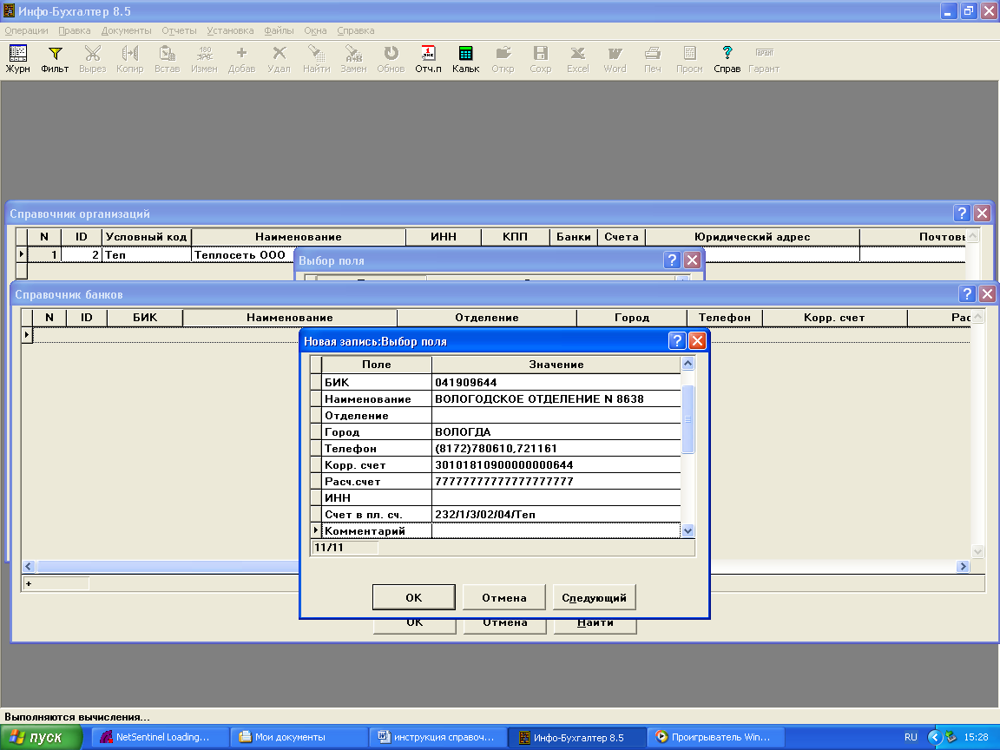 Инфо-Бухгалтер 8.5
Операции Правка Документы Отчеты Установка Файлы Окна Справка
Журн Фильт Вырез Копир Встав Измен Добав Удал Найти Замен Обнов Отч.п Кальк Откр Сохр Excel Word Печ Просм Справ Гарант
Справочник организаций
N ID Условный код Наименование ИНН КПП Банки Счета Юридический адрес Почтовы
1 2 Теп Теплосеть ООО
Выбор поля
Справочник банков
N ID БИК Наименование Отделение Город Телефон Корр. счет Рас
Новая запись:Выбор поля
Поле Значение
БИК 041909644
Наименование ВОЛОГОДСКОЕ ОТДЕЛЕНИЕ N 8638
Отделение
Город ВОЛОГДА
Телефон (8172)780610,721161
Корр. счет 30101810900000000644
Расч.счет 77777777777777777777
ИНН
Счет в пл. сч. 232/1/3/02/04/Теп
Комментарий
11/11
+
ОК Отмена Следующий
ОК Отмена Найти
Выполняются вычисления...
пуск NetSentinel Loading... Мои документы инструкция справоч... Инфо-Бухгалтер 8.5 Проигрыватель Win... RU 15:28